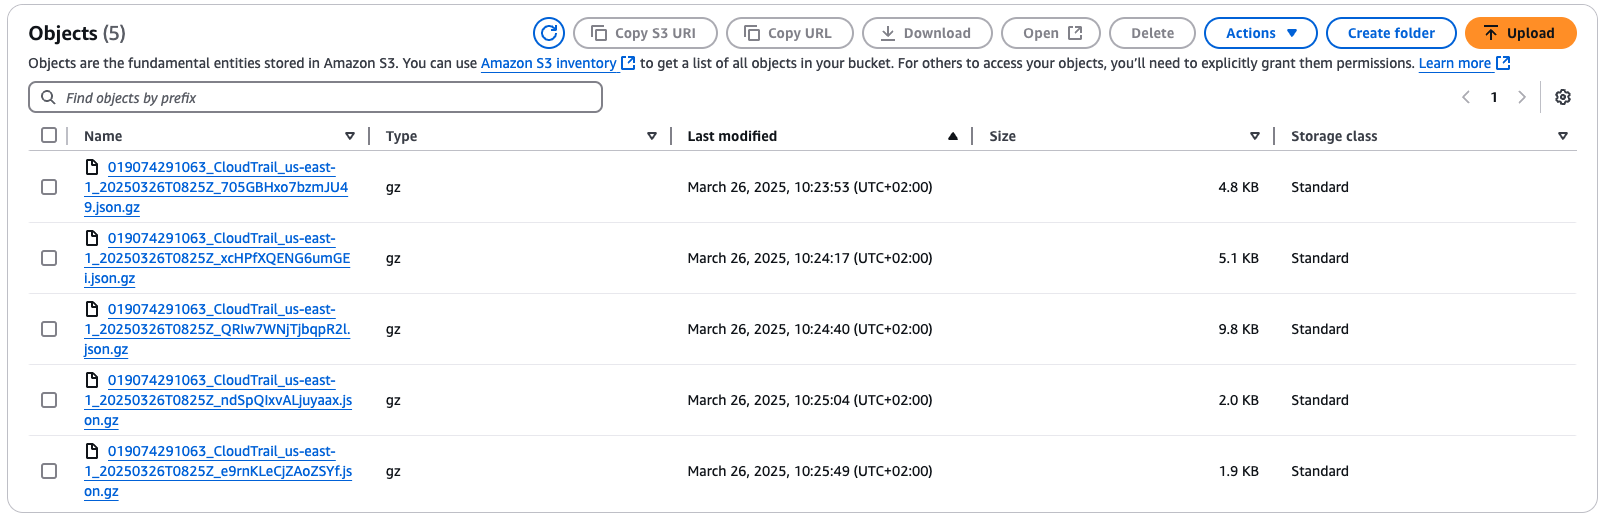 Objects (5)
Copy S3 URI
Copy URL
Download
Open
Delete
Actions
Create folder
Upload
Objects are the fundamental entities stored in Amazon S3. You can use Amazon S3 inventory to get a list of all objects in your bucket. For others to access your objects, you'll need to explicitly grant them permissions. Learn more
Find objects by prefix
1
Name
Type
Last modified
Size
Storage class
019074291063_CloudTrail_us-east-
1_20250326T0825Z_705GBHxo7bzmJU4
9.json.gz
gz
March 26, 2025, 10:23:53 (UTC+02:00)
4.8 KB
Standard
019074291063_CloudTrail_us-east-
1_20250326T0825Z_xcHPfXQENG6umGE
i.json.gz
gz
March 26, 2025, 10:24:17 (UTC+02:00)
5.1 KB
Standard
019074291063_CloudTrail_us-east-
1_20250326T0825Z_QRIw7WNjTjbqpR2l.
json.gz
gz
March 26, 2025, 10:24:40 (UTC+02:00)
9.8 KB
Standard
019074291063_CloudTrail_us-east-
1_20250326T0825Z_ndSpQIxvALjuyaax.js
on.gz
gz
March 26, 2025, 10:25:04 (UTC+02:00)
2.0 KB
Standard
019074291063_CloudTrail_us-east-
1_20250326T0825Z_e9rnKLeCjZAoZSYf.js
on.gz
gz
March 26, 2025, 10:25:49 (UTC+02:00)
1.9 KB
Standard